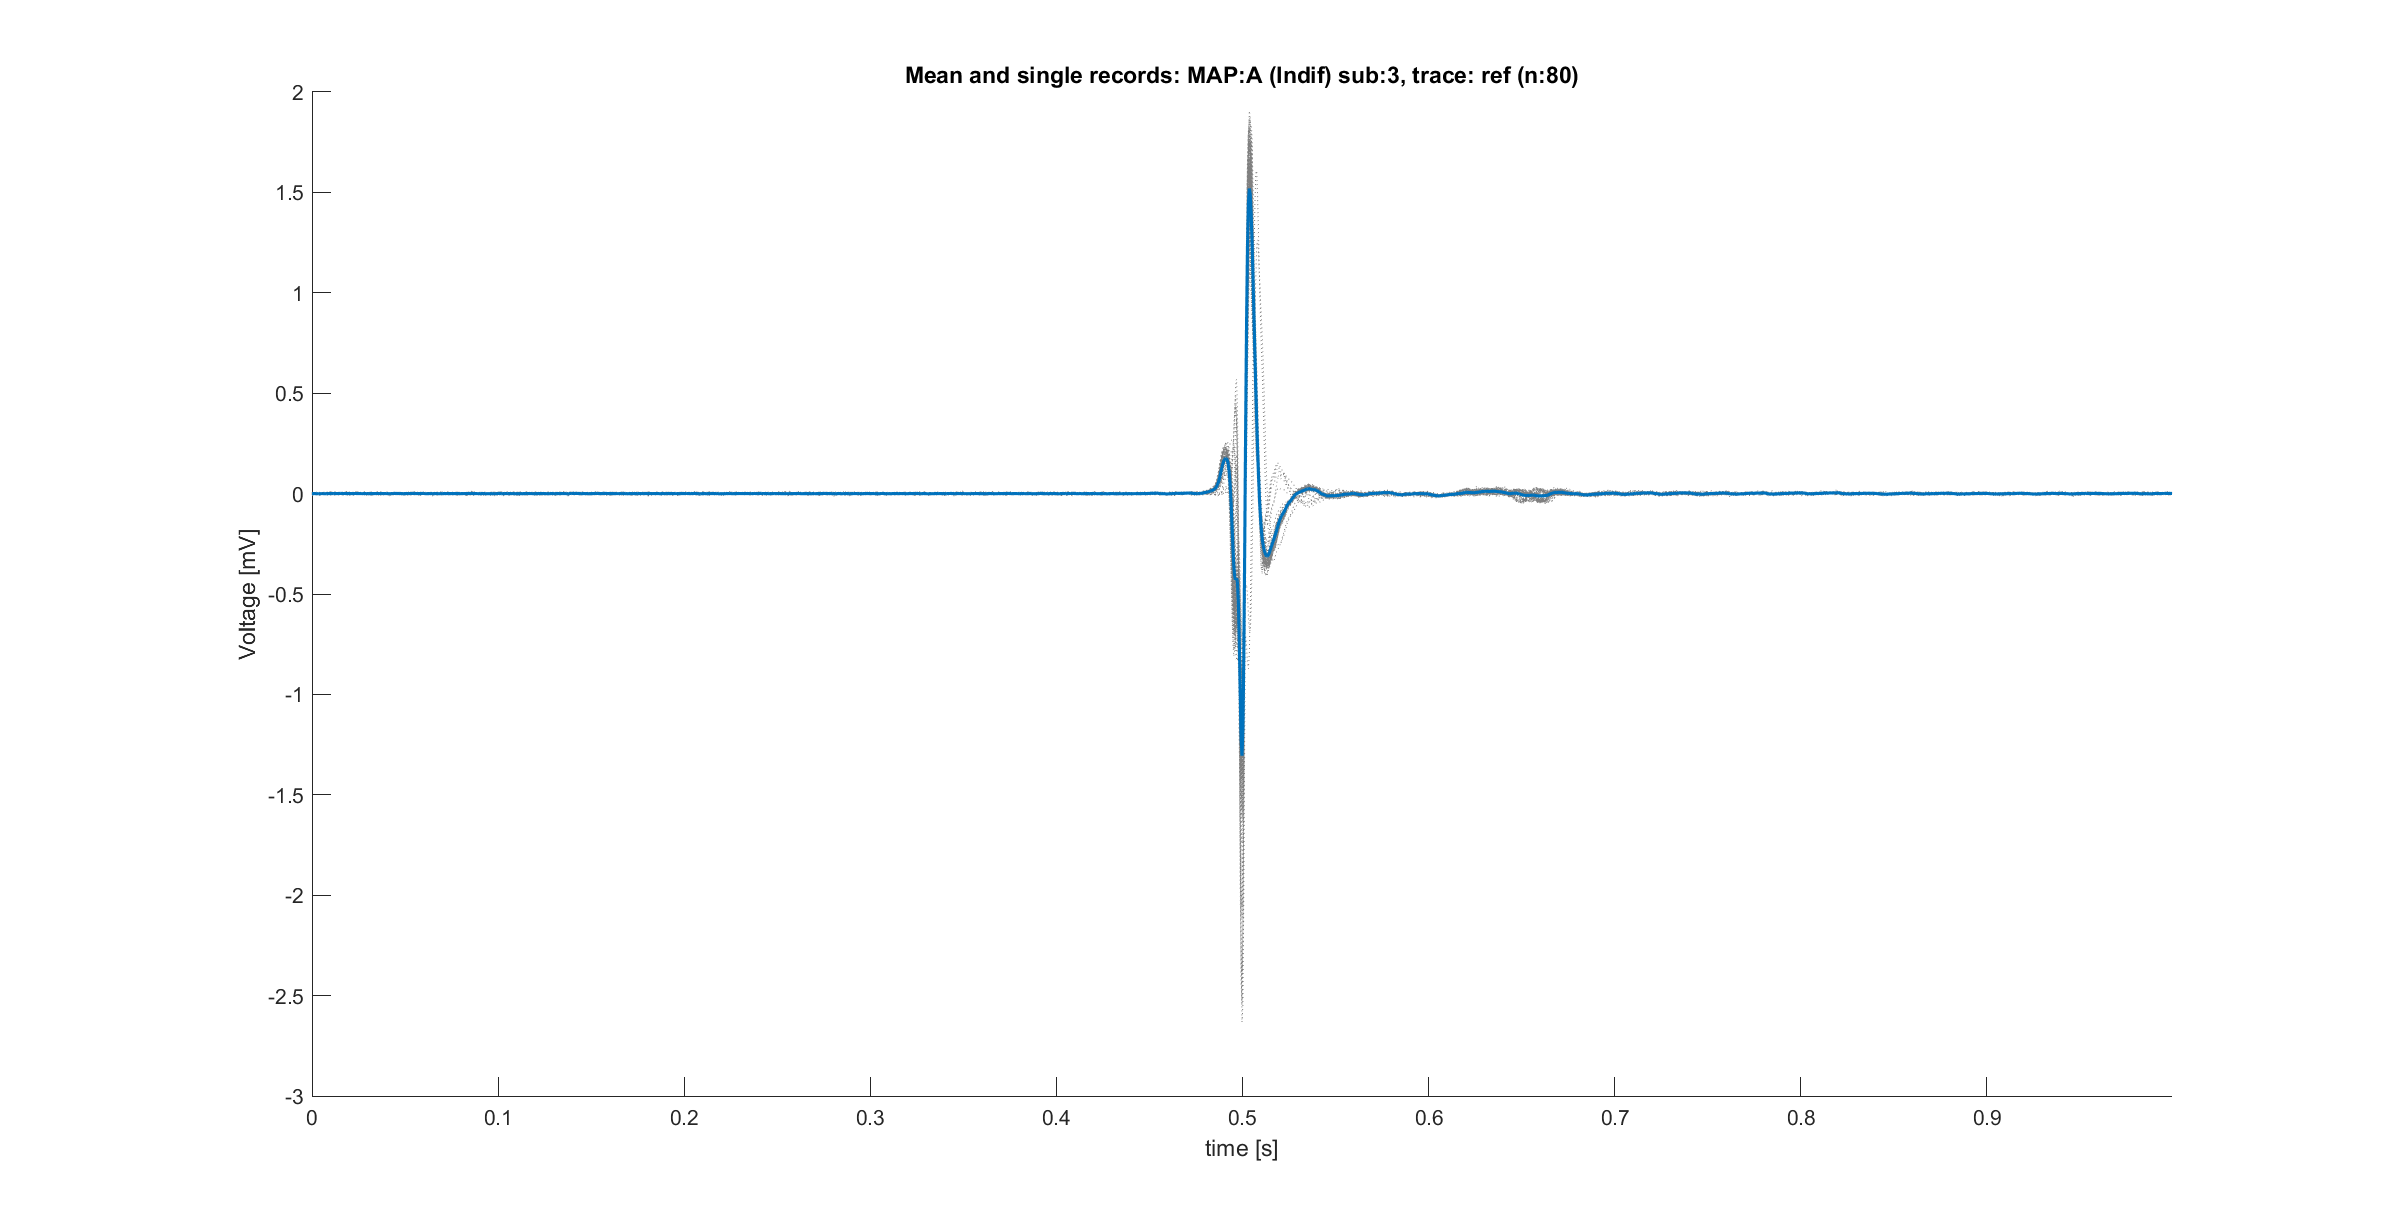 Mean and single records: MAP:A (Indif) sub:3, trace: ref (n:80)
2
1.5
1
0.5
0
-0.5
-1
-1.5
-2
-2.5
-3
Voltage [mV]
0 0.1 0.2 0.3 0.4 0.5 0.6 0.7 0.8 0.9
time [s]